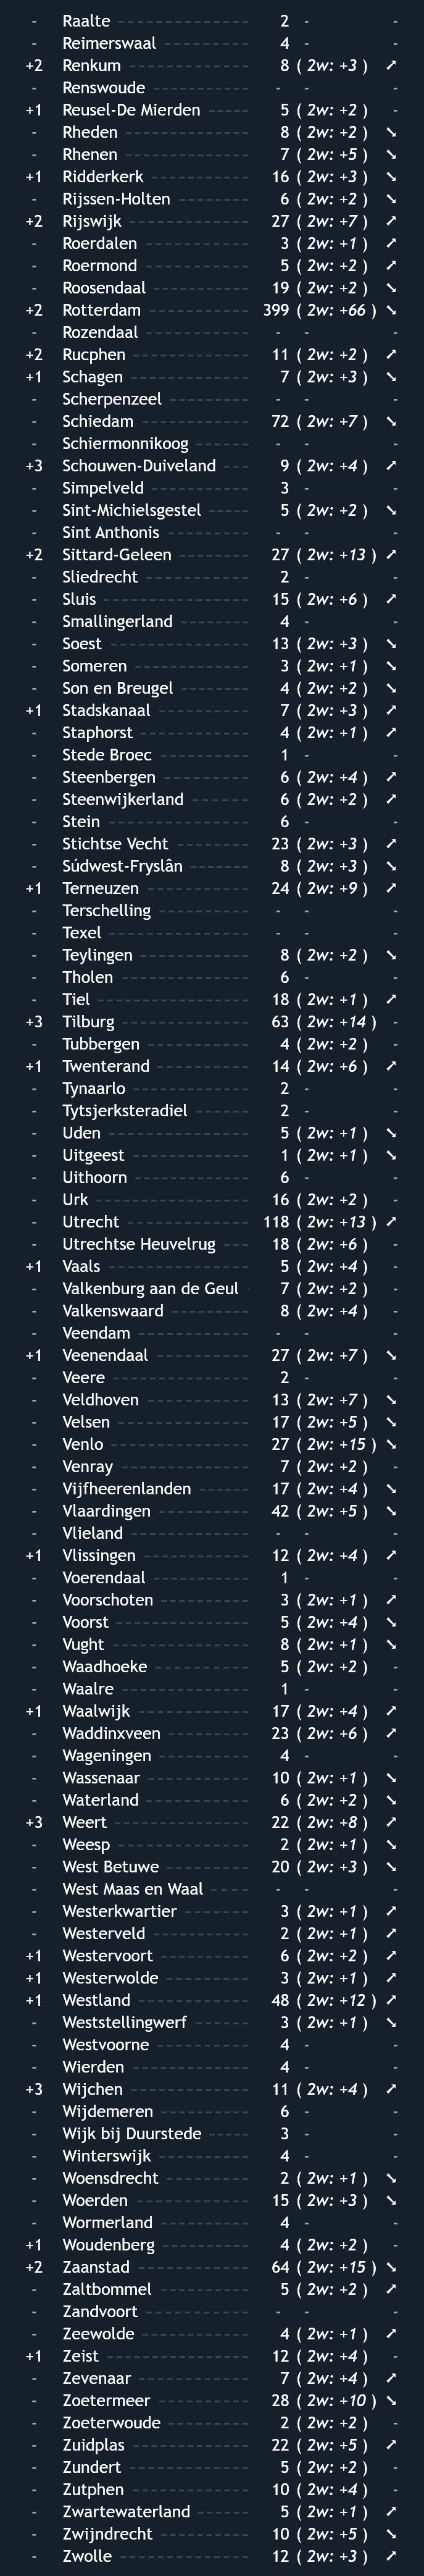 - Raalte 2 - -
- Reimerswaal 4 - -
+2 Renkum 8 ( 2w: +3 ) ➚
- Renswoude - - -
+1 Reusel-De Mierden 5 ( 2w: +2 ) -
- Rheden 8 ( 2w: +2 ) ➘
- Rhenen 7 ( 2w: +5 ) ➘
+1 Ridderkerk 16 ( 2w: +3 ) ➘
- Rijssen-Holten 6 ( 2w: +2 ) ➘
+2 Rijswijk 27 ( 2w: +7 ) ➚
- Roerdalen 3 ( 2w: +1 ) ➚
- Roermond 5 ( 2w: +2 ) ➚
- Roosendaal 19 ( 2w: +2 ) ➘
+2 Rotterdam 399 ( 2w: +66 ) ➘
- Rozendaal - - -
+2 Rucphen 11 ( 2w: +2 ) ➚
+1 Schagen 7 ( 2w: +3 ) ➘
- Scherpenzeel - - -
- Schiedam 72 ( 2w: +7 ) ➘
- Schiermonnikoog - - -
+3 Schouwen-Duiveland 9 ( 2w: +4 ) ➚
- Simpelveld 3 - -
- Sint-Michielsgestel 5 ( 2w: +2 ) ➘
- Sint Anthonis - - -
+2 Sittard-Geleen 27 ( 2w: +13 ) ➚
- Sliedrecht 2 - -
- Sluis 15 ( 2w: +6 ) ➚
- Smallingerland 4 - -
- Soest 13 ( 2w: +3 ) ➘
- Someren 3 ( 2w: +1 ) ➘
- Son en Breugel 4 ( 2w: +2 ) ➘
+1 Stadskanaal 7 ( 2w: +3 ) ➚
- Staphorst 4 ( 2w: +1 ) ➚
- Stede Broec 1 - -
- Steenbergen 6 ( 2w: +4 ) ➚
- Steenwijkerland 6 ( 2w: +2 ) ➚
- Stein 6 - -
- Stichtse Vecht 23 ( 2w: +3 ) ➚
- Súdwest-Fryslân 8 ( 2w: +3 ) ➘
+1 Terneuzen 24 ( 2w: +9 ) ➚
- Terschelling - - -
- Texel - - -
- Teylingen 8 ( 2w: +2 ) ➘
- Tholen 6 - -
- Tiel 18 ( 2w: +1 ) ➚
+3 Tilburg 63 ( 2w: +14 ) -
- Tubbergen 4 ( 2w: +2 ) -
+1 Twenterand 14 ( 2w: +6 ) ➚
- Tynaarlo 2 - -
- Tytsjerksteradiel 2 - -
- Uden 5 ( 2w: +1 ) ➘
- Uitgeest 1 ( 2w: +1 ) ➘
- Uithoorn 6 - -
- Urk 16 ( 2w: +2 ) -
- Utrecht 118 ( 2w: +13 ) ➚
- Utrechtse Heuvelrug 18 ( 2w: +6 ) -
+1 Vaals 5 ( 2w: +4 ) -
- Valkenburg aan de Geul 7 ( 2w: +2 ) -
- Valkenswaard 8 ( 2w: +4 ) -
- Veendam - - -
+1 Veenendaal 27 ( 2w: +7 ) ➘
- Veere 2 - -
- Veldhoven 13 ( 2w: +7 ) ➘
- Velsen 17 ( 2w: +5 ) ➘
- Venlo 27 ( 2w: +15 ) ➘
- Venray 7 ( 2w: +2 ) -
- Vijfheerenlanden 17 ( 2w: +4 ) ➘
- Vlaardingen 42 ( 2w: +5 ) ➘
- Vlieland - - -
+1 Vlissingen 12 ( 2w: +4 ) ➚
- Voerendaal 1 - -
- Voorschoten 3 ( 2w: +1 ) ➚
- Voorst 5 ( 2w: +4 ) ➘
- Vught 8 ( 2w: +1 ) ➘
- Waadhoeke 5 ( 2w: +2 ) -
- Waalre 1 - -
+1 Waalwijk 17 ( 2w: +4 ) ➚
- Waddinxveen 23 ( 2w: +6 ) ➚
- Wageningen 4 - -
- Wassenaar 10 ( 2w: +1 ) ➘
- Waterland 6 ( 2w: +2 ) ➘
+3 Weert 22 ( 2w: +8 ) ➚
- Weesp 2 ( 2w: +1 ) ➘
- West Betuwe 20 ( 2w: +3 ) ➘
- West Maas en Waal - - -
- Westerkwartier 3 ( 2w: +1 ) ➚
- Westerveld 2 ( 2w: +1 ) ➚
+1 Westervoort 6 ( 2w: +2 ) ➚
+1 Westerwolde 3 ( 2w: +1 ) ➚
+1 Westland 48 ( 2w: +12 ) ➚
- Weststellingwerf 3 ( 2w: +1 ) ➘
- Westvoorne 4 - -
- Wierden 4 - -
+3 Wijchen 11 ( 2w: +4 ) ➚
- Wijdemeren 6 - -
- Wijk bij Duurstede 3 - -
- Winterswijk 4 - -
- Woensdrecht 2 ( 2w: +1 ) ➘
- Woerden 15 ( 2w: +3 ) ➘
- Wormerland 4 - -
+1 Woudenberg 4 ( 2w: +2 ) -
+2 Zaanstad 64 ( 2w: +15 ) ➘
- Zaltbommel 5 ( 2w: +2 ) ➚
- Zandvoort - - -
- Zeewolde 4 ( 2w: +1 ) ➚
+1 Zeist 12 ( 2w: +4 ) -
- Zevenaar 7 ( 2w: +4 ) ➚
- Zoetermeer 28 ( 2w: +10 ) ➘
- Zoeterwoude 2 ( 2w: +2 ) -
- Zuidplas 22 ( 2w: +5 ) ➚
- Zundert 5 ( 2w: +2 ) -
- Zutphen 10 ( 2w: +4 ) -
- Zwartewaterland 5 ( 2w: +1 ) ➚
- Zwijndrecht 10 ( 2w: +5 ) ➘
- Zwolle 12 ( 2w: +3 ) ➚